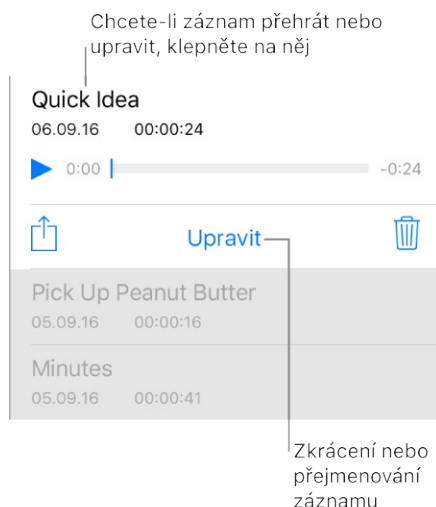 Chcete-li záznam přehrát nebo
upravit, klepněte na něj
Quick Idea
06.09.16 00:00:24
0:00 -0:24
Upravit
Pick Up Peanut Butter
05.09.16 00:00:16
Minutes
05.09.16 00:00:41
Zkrácení nebo
přejmenování
záznamu